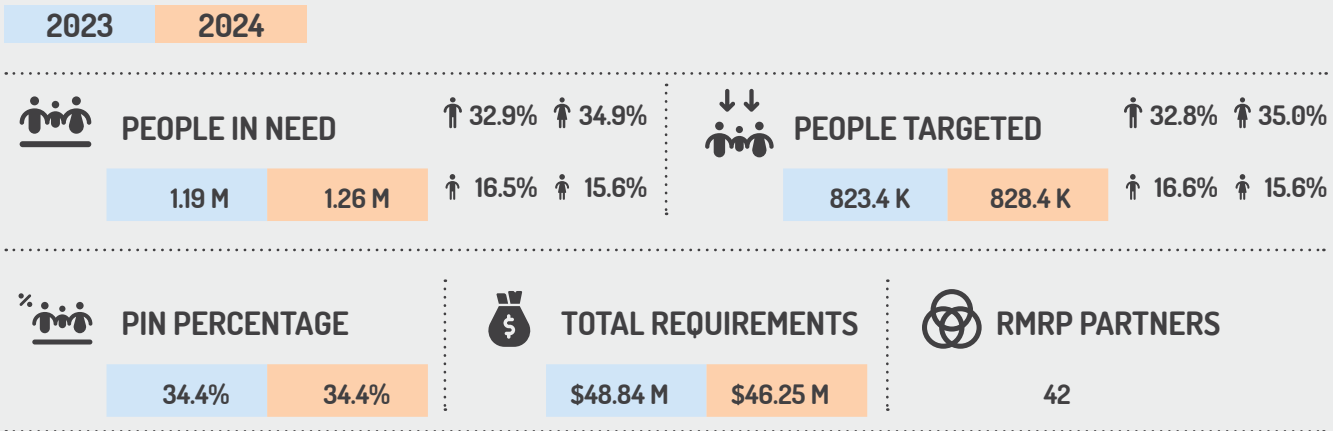 2023 2024
PEOPLE IN NEED
32.9% 34.9%
1.19 M 1.26 M
16.5% 15.6%
PEOPLE TARGETED
32.8% 35.0%
823.4 K 828.4 K
16.6% 15.6%
% PIN PERCENTAGE
34.4% 34.4%
$ TOTAL REQUIREMENTS
$48.84 M $46.25 M
RMRP PARTNERS
42